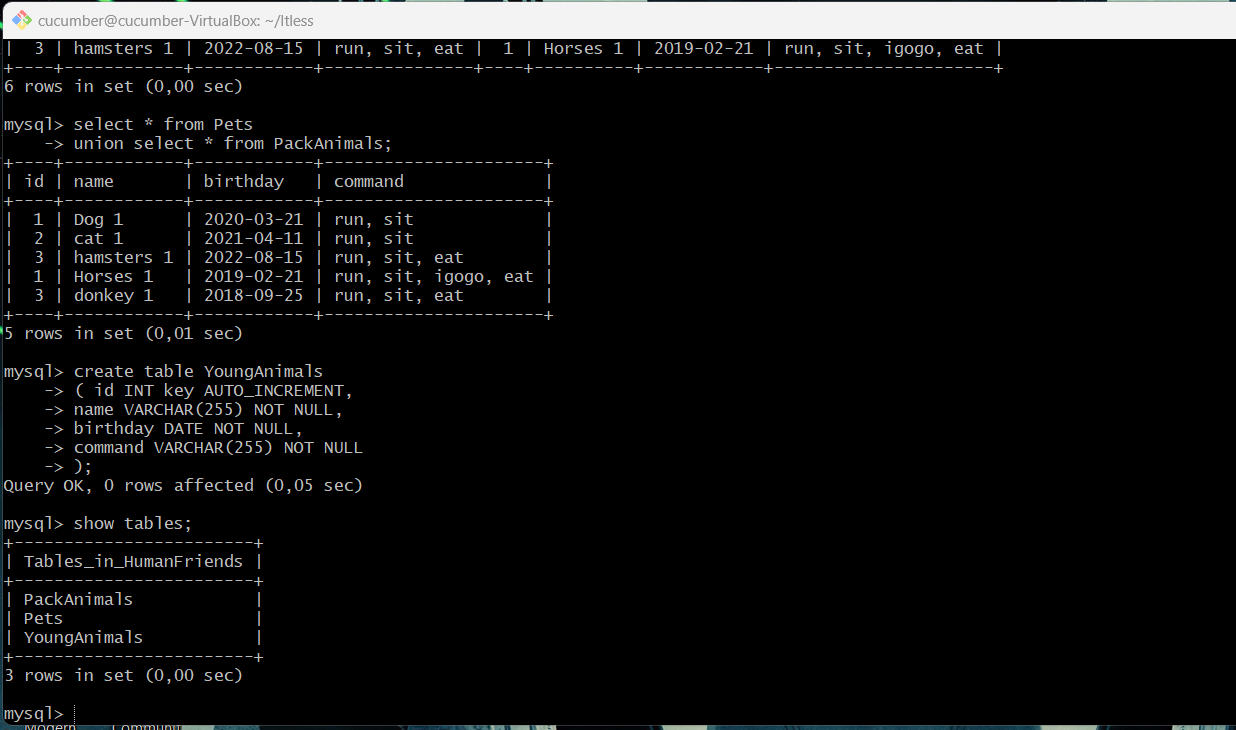 cucumber@cucumber-VirtualBox: ~/Itless
|  3 | hamsters 1 | 2022-08-15 | run, sit, eat |  1 | Horses 1 | 2019-02-21 | run, sit, igogo, eat |
+----+------------+------------+---------------+----+----------+------------+----------------------+
6 rows in set (0,00 sec)

mysql> select * from Pets
    -> union select * from PackAnimals;
+----+------------+------------+----------------------+
| id | name       | birthday   | command              |
+----+------------+------------+----------------------+
|  1 | Dog 1      | 2020-03-21 | run, sit             |
|  2 | cat 1      | 2021-04-11 | run, sit             |
|  3 | hamsters 1 | 2022-08-15 | run, sit, eat        |
|  1 | Horses 1   | 2019-02-21 | run, sit, igogo, eat |
|  3 | donkey 1   | 2018-09-25 | run, sit, eat        |
+----+------------+------------+----------------------+
5 rows in set (0,01 sec)

mysql> create table YoungAnimals
    -> ( id INT key AUTO_INCREMENT,
    -> name VARCHAR(255) NOT NULL,
    -> birthday DATE NOT NULL,
    -> command VARCHAR(255) NOT NULL
    -> );
Query OK, 0 rows affected (0,05 sec)

mysql> show tables;
+------------------------+
| Tables_in_HumanFriends |
+------------------------+
| PackAnimals            |
| Pets                   |
| YoungAnimals           |
+------------------------+
3 rows in set (0,00 sec)

mysql>